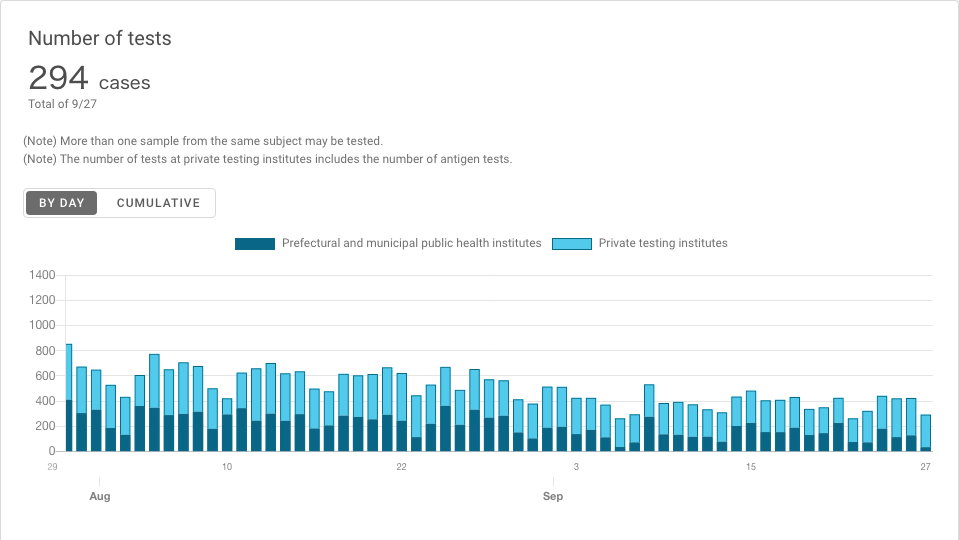 Number of tests
294 cases
Total of 9/27
(Note) More than one sample from the same subject may be tested.
(Note) The number of tests at private testing institutes includes the number of antigen tests.
BY DAY CUMULATIVE
Prefectural and municipal public health institutes Private testing institutes
1400
1200
1000
800
600
400
200
0
29 10 22 3 15 27
Aug Sep